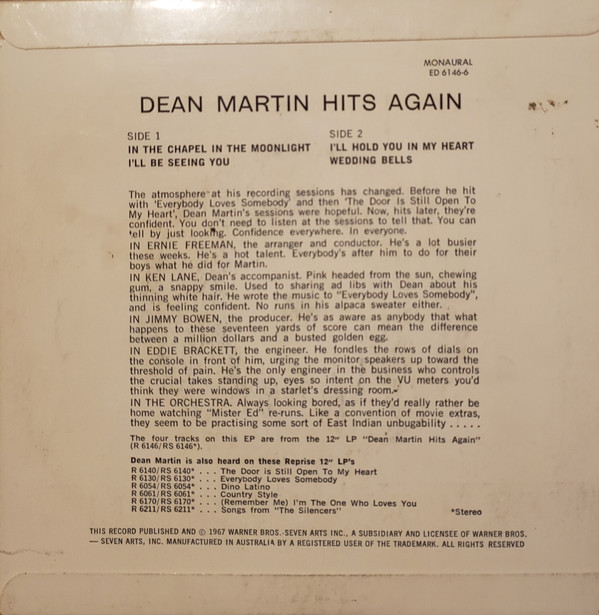 MONAURAL
ED 6146-6
DEAN MARTIN HITS AGAIN
SIDE 1
IN THE CHAPEL IN THE MOONLIGHT
I'LL BE SEEING YOU
SIDE 2
I'LL HOLD YOU IN MY HEART
WEDDING BELLS
The atmosphere at his recording sessions has changed. Before he hit
with 'Everybody Loves Somebody' and then 'The Door Is Still Open To
My Heart', Dean Martin's sessions were hopeful. Now, hits later, they're
confident. You don't need to listen at the sessions to tell that. You can
tell by just looking. Confidence everywhere. In everyone.
IN ERNIE FREEMAN, the arranger and conductor. He's a lot busier
these weeks. He's a hot talent. Everybody's after him to do for their
boys what he did for Martin.
IN KEN LANE, Dean's accompanist. Pink headed from the sun, chewing
gum, a snappy smile. Used to sharing ad libs with Dean about his
thinning white hair. He wrote the music to "Everybody Loves Somebody",
and is feeling confident. No runs in his alpaca sweater either.
IN JIMMY BOWEN, the producer. He's as aware as anybody that what
happens to these seventeen yards of score can mean the difference
between a million dollars and a busted golden egg.
IN EDDIE BRACKETT, the engineer. He fondles the rows of dials on
the console in front of him, urging the monitor speakers up toward the
threshold of pain. He's the only engineer in the business who controls
the crucial takes standing up, eyes so intent on the VU meters you'd
think they were windows in a starlet's dressing room.
IN THE ORCHESTRA. Always looking bored, as if they'd really rather be
home watching "Mister Ed" re-runs. Like a convention of movie extras,
they seem to be practising some sort of East Indian unbugability . . . . .
The four tracks on this EP are from the 12" LP "Dean Martin Hits Again"
(R 6146/RS 6146*).
Dean Martin is also heard on these Reprise 12" LP's
R 6140/RS 6140* . . . The Door Is Still Open To My Heart
R 6130/RS 6130* . . . Everybody Loves Somebody
R 6054/RS 6054* . . . Dino Latino
R 6061/RS 6061* . . . Country Style
R 6170/RS 6170* . . . (Remember Me) I'm The One Who Loves You
R 6211/RS 6211* . . . Songs from "The Silencers"
*Stereo
THIS RECORD PUBLISHED AND © 1967 WARNER BROS.-SEVEN ARTS INC., A SUBSIDIARY AND LICENSEE OF WARNER BROS.
— SEVEN ARTS, INC. MANUFACTURED IN AUSTRALIA BY A REGISTERED USER OF THE TRADEMARK. ALL RIGHTS RESERVED